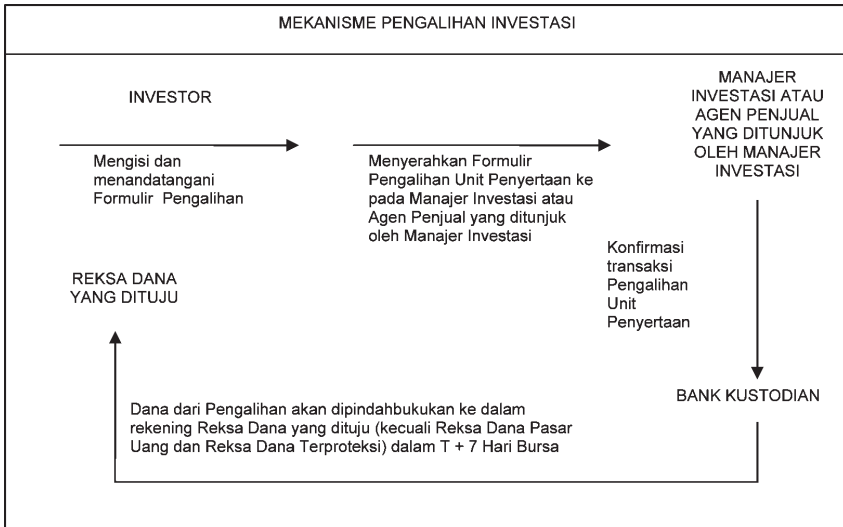 MEKANISME PENGALIHAN INVESTASI
INVESTOR
Mengisi dan
menandatangani
Formulir Pengalihan
Menyerahkan Formulir
Pengalihan Unit Penyertaan ke
pada Manajer Investasi atau
Agen Penjual yang ditunjuk
oleh Manajer Investasi
MANAJER
INVESTASI ATAU
AGEN PENJUAL
YANG DITUNJUK
OLEH MANAJER
INVESTASI
Konfirmasi
transaksi
Pengalihan
Unit
Penyertaan
BANK KUSTODIAN
Dana dari Pengalihan akan dipindahbukukan ke dalam
rekening Reksa Dana yang dituju (kecuali Reksa Dana Pasar
Uang dan Reksa Dana Terproteksi) dalam T + 7 Hari Bursa
REKSA DANA
YANG DITUJU